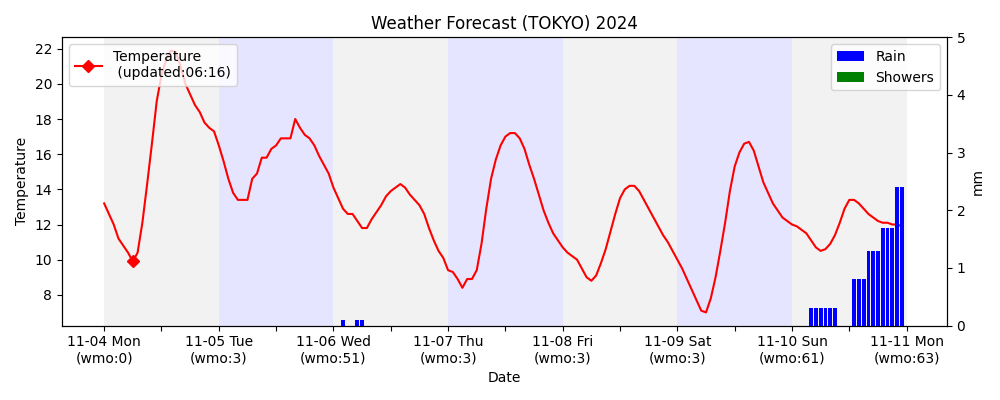 Weather Forecast (TOKYO) 2024
Temperature
(updated:06:16)
Rain
Showers
Temperature
22
20
18
16
14
12
10
8
5
4
3
2
1
0
mm
11-04 Mon
(wmo:0)
11-05 Tue
(wmo:3)
11-06 Wed
(wmo:51)
11-07 Thu
(wmo:3)
11-08 Fri
(wmo:3)
11-09 Sat
(wmo:3)
11-10 Sun
(wmo:61)
11-11 Mon
(wmo:63)
Date